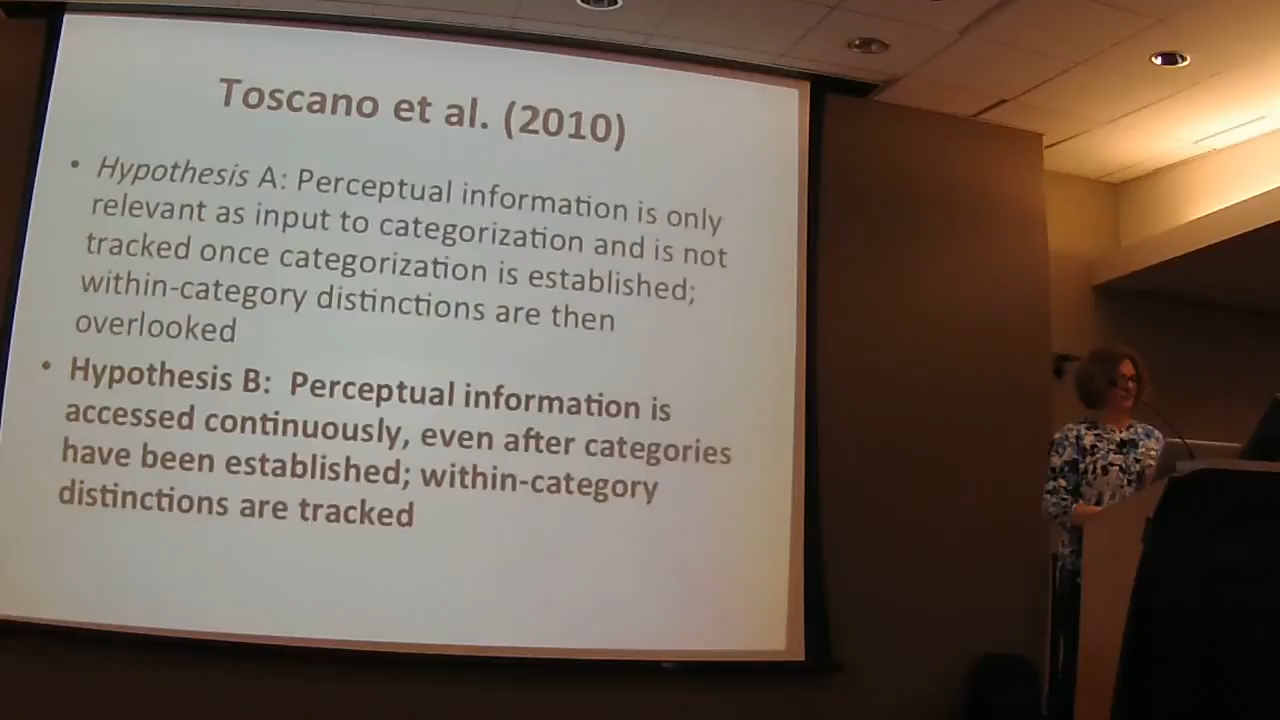 Toscano et al. (2010)
• Hypothesis A: Perceptual information is only
relevant as input to categorization and is not
tracked once categorization is established;
within-category distinctions are then
overlooked
• Hypothesis B:  Perceptual information is
accessed continuously, even after categories
have been established; within-category
distinctions are tracked